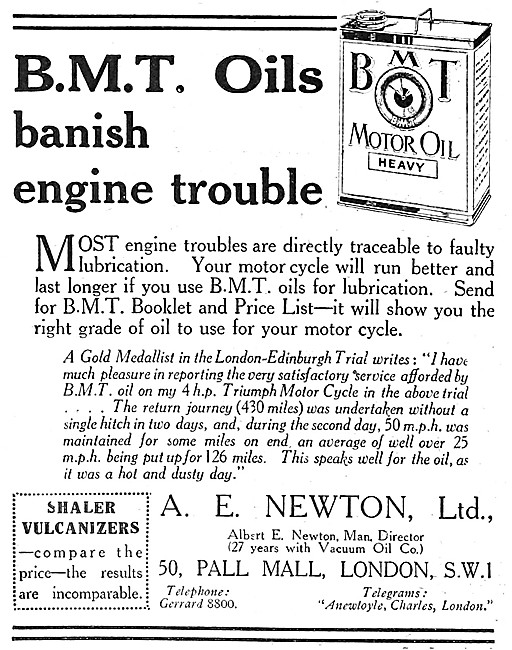 B.M.T. Oils
banish
engine trouble
B M T
MOTOR OIL
HEAVY
MOST engine troubles are directly traceable to faulty
lubrication. Your motor cycle will run better and
last longer if you use B.M.T. oils for lubrication. Send
for B.M.T. Booklet and Price List—it will show you the
right grade of oil to use for your motor cycle.
A Gold Medallist in the London-Edinburgh Trial writes: "I have
much pleasure in reporting the very satisfactory service afforded by
B.M.T. oil on my 4 h.p. Triumph Motor Cycle in the above trial
. . . . The return journey (430 miles) was undertaken without a
single hitch in two days, and, during the second day, 50 m.p.h. was
maintained for some miles on end, an average of well over 25
m.p.h. being put up for 126 miles. This speaks well for the oil, as
it was a hot and dusty day."
SHALER
VULCANIZERS
—compare the
price—the results
are incomparable.
A. E. NEWTON, Ltd.,
Albert E. Newton, Man. Director
(27 years with Vacuum Oil Co.)
50, PALL MALL, LONDON, S.W.1
Telephone:
Gerrard 8800.
Telegrams:
"Anewtoyle, Charles, London."